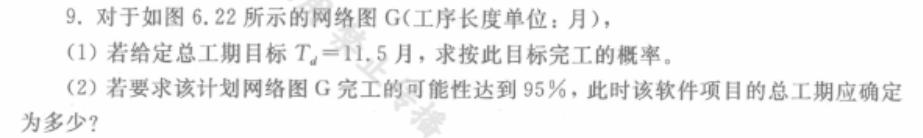 9. 对于如图 6.22 所示的网络图 G(工序长度单位：月)，
(1) 若给定总工期目标 T_d=11.5 月，求按此目标完工的概率。
(2) 若要求该计划网络图 G 完工的可能性达到 95%，此时该软件项目的总工期应确定
为多少?
禁止传播